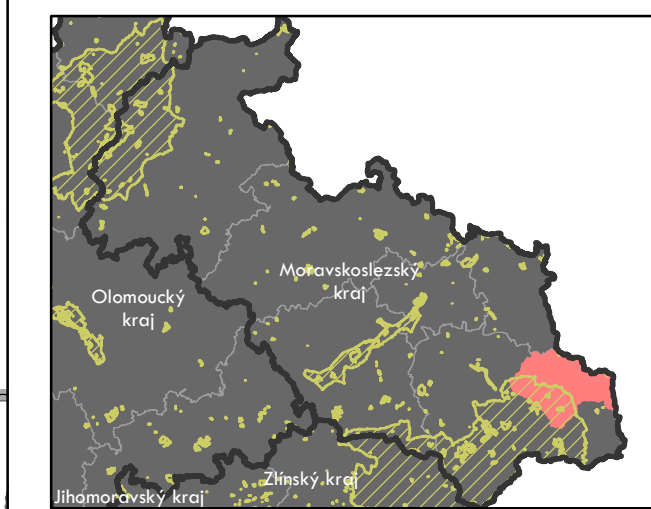 Moravskoslezský
kraj
Olomoucký
kraj
Zlínský kraj
Jihomoravský kraj